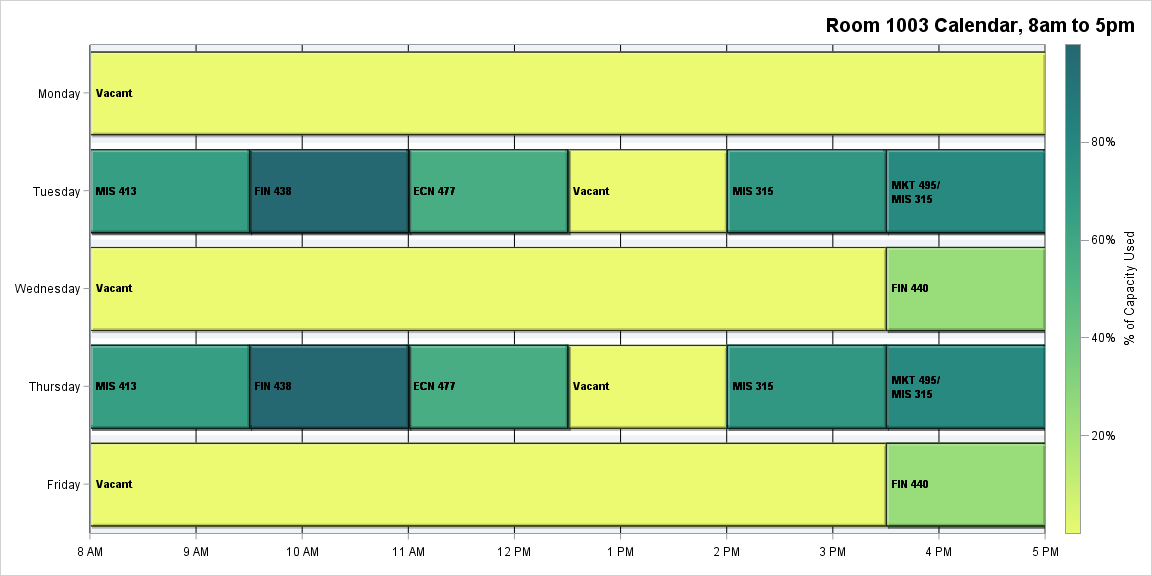 Room 1003 Calendar, 8am to 5pm
Monday
Vacant
Tuesday
MIS 413
FIN 438
ECN 477
Vacant
MIS 315
MKT 495/
MIS 315
Wednesday
Vacant
FIN 440
Thursday
MIS 413
FIN 438
ECN 477
Vacant
MIS 315
MKT 495/
MIS 315
Friday
Vacant
FIN 440
8 AM
9 AM
10 AM
11 AM
12 PM
1 PM
2 PM
3 PM
4 PM
5 PM
80%
60%
40%
20%
% of Capacity Used